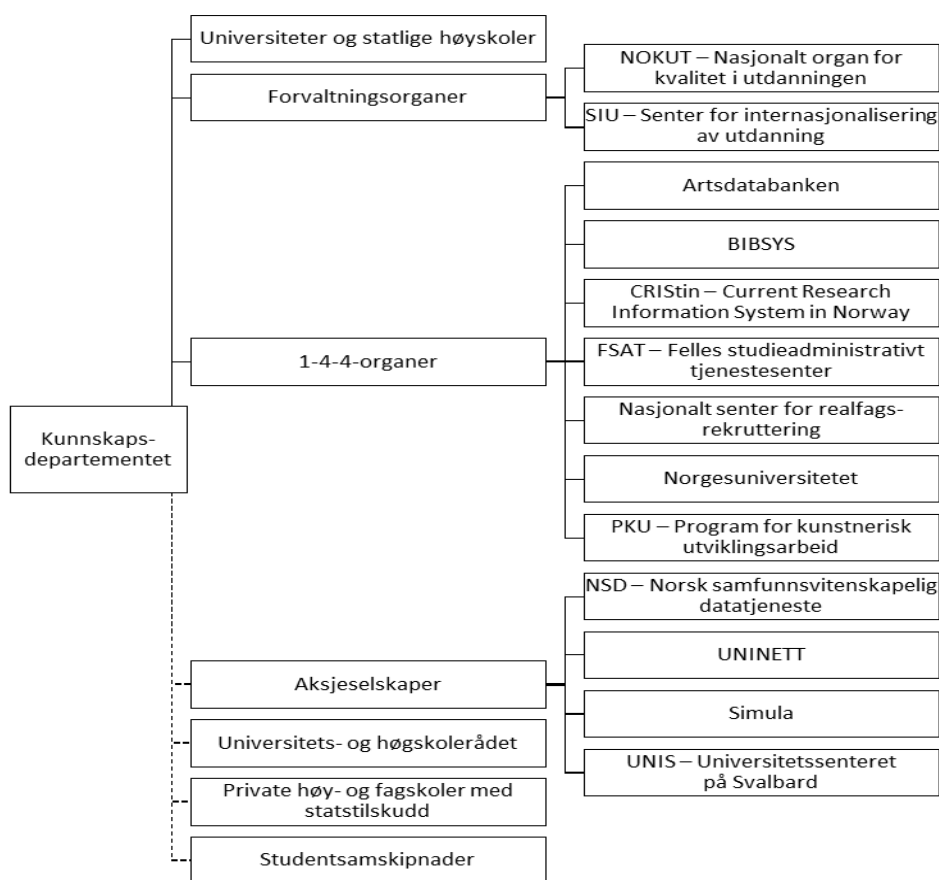 Universiteter og statlige høyskoler
Forvaltningsorganer
NOKUT – Nasjonalt organ for
kvalitet i utdanningen
SIU – Senter for internasjonalisering
av utdanning
Artsdatabanken
BIBSYS
CRIStin – Current Research
Information System in Norway
1-4-4-organer
FSAT – Felles studieadministrativt
tjenestesenter
Nasjonalt senter for realfags-
rekruttering
Kunnskaps-
departementet
Norgesuniversitetet
PKU – Program for kunstnerisk
utviklingsarbeid
NSD – Norsk samfunnsvitenskapelig
datatjeneste
UNINETT
Aksjeselskaper
Simula
Universitets- og høgskolerådet
UNIS – Universitetssenteret
på Svalbard
Private høy- og fagskoler med
statstilskudd
Studentsamskipnader